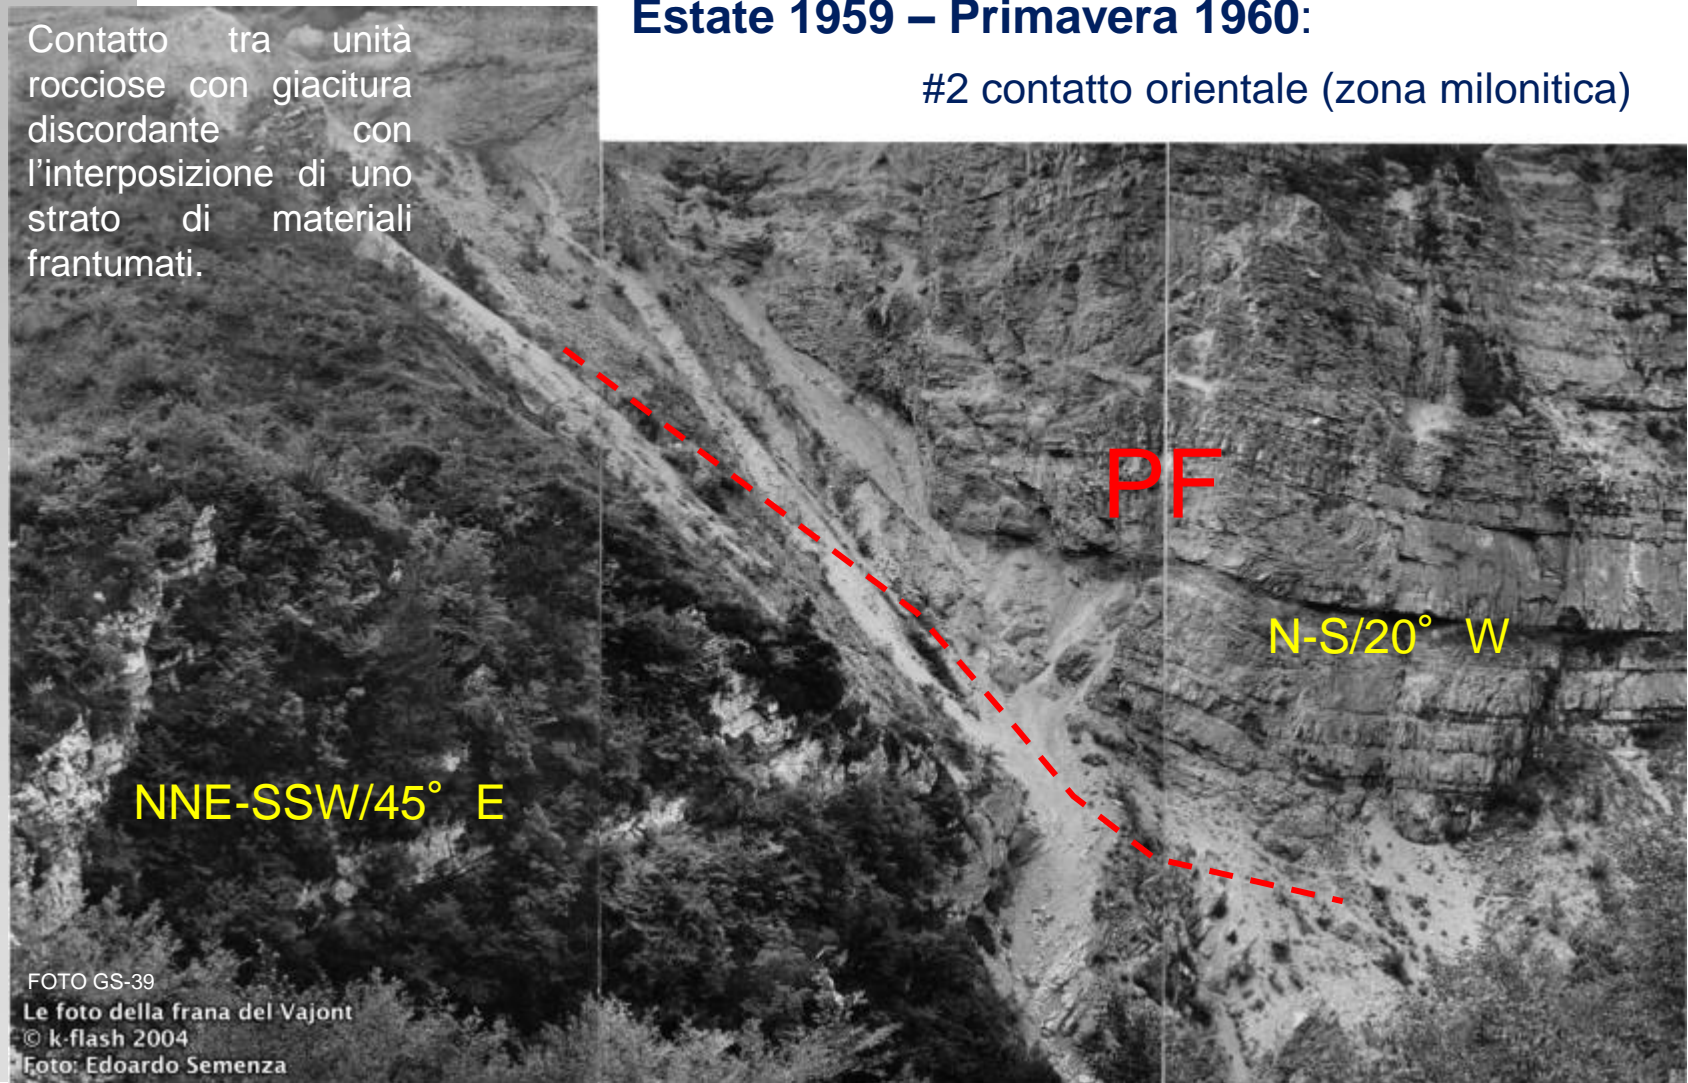 Estate 1959 – Primavera 1960:
#2 contatto orientale (zona milonitica)
Contatto tra unità
rocciose con giacitura
discordante con
l’interposizione di uno
strato di materiali
frantumati.
PF
N-S/20° W
NNE-SSW/45° E
FOTO GS-39
Le foto della frana del Vajont
© k-flash 2004
Foto: Edoardo Semenza